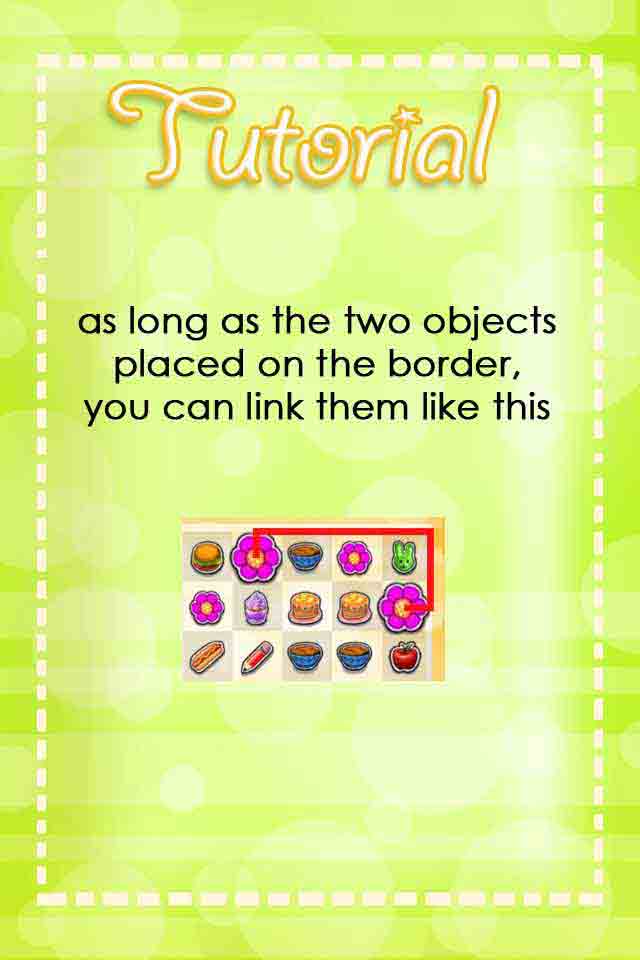 Tutorial
as long as the two objects
placed on the border,
you can link them like this